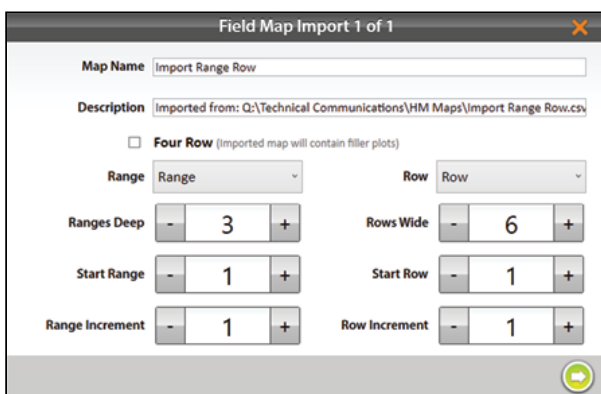 Field Map Import 1 of 1
Map Name Import Range Row
Description Imported from: Q:\Technical Communications\HM Maps\Import Range Row.csv
Four Row (Imported map will contain filler plots)
Range Range Row Row
Ranges Deep - 3 + Rows Wide - 6 +
Start Range - 1 + Start Row - 1 +
Range Increment - 1 + Row Increment - 1 +